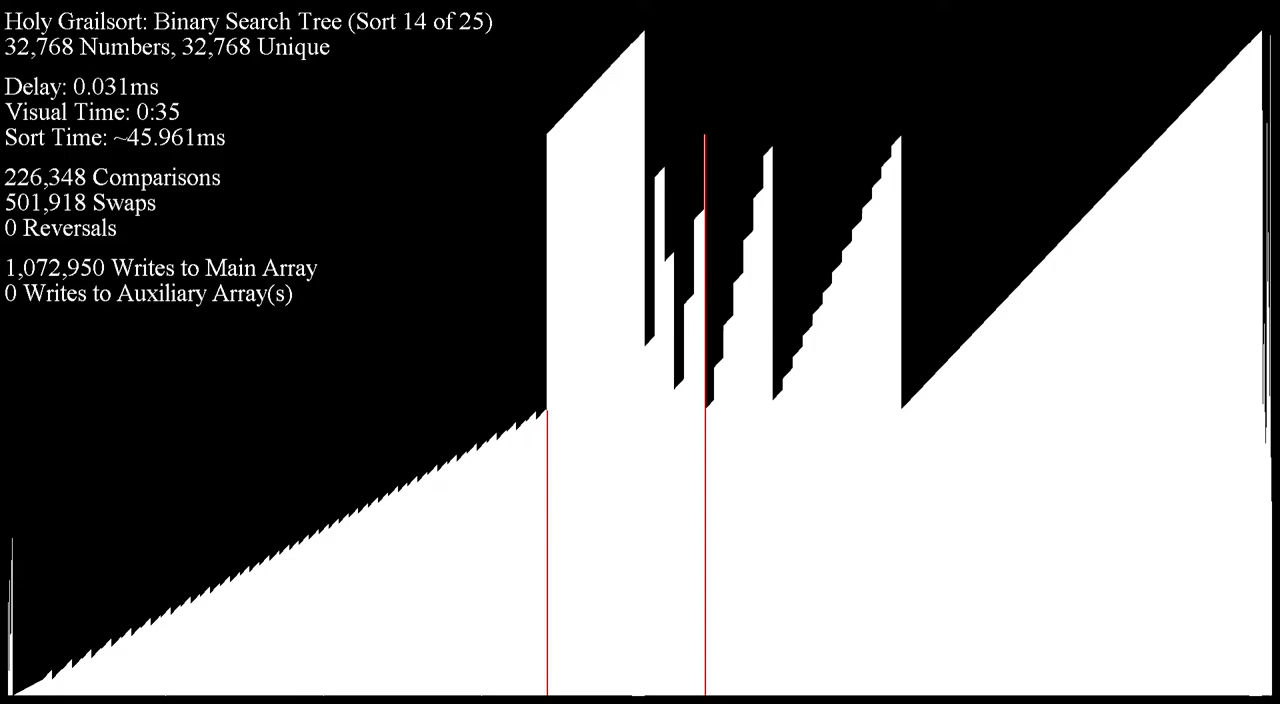 Holy Grailsort: Binary Search Tree (Sort 14 of 25)
32,768 Numbers, 32,768 Unique
Delay: 0.031ms
Visual Time: 0:35
Sort Time: ~45.961ms
226,348 Comparisons
501,918 Swaps
0 Reversals
1,072,950 Writes to Main Array
0 Writes to Auxiliary Array(s)